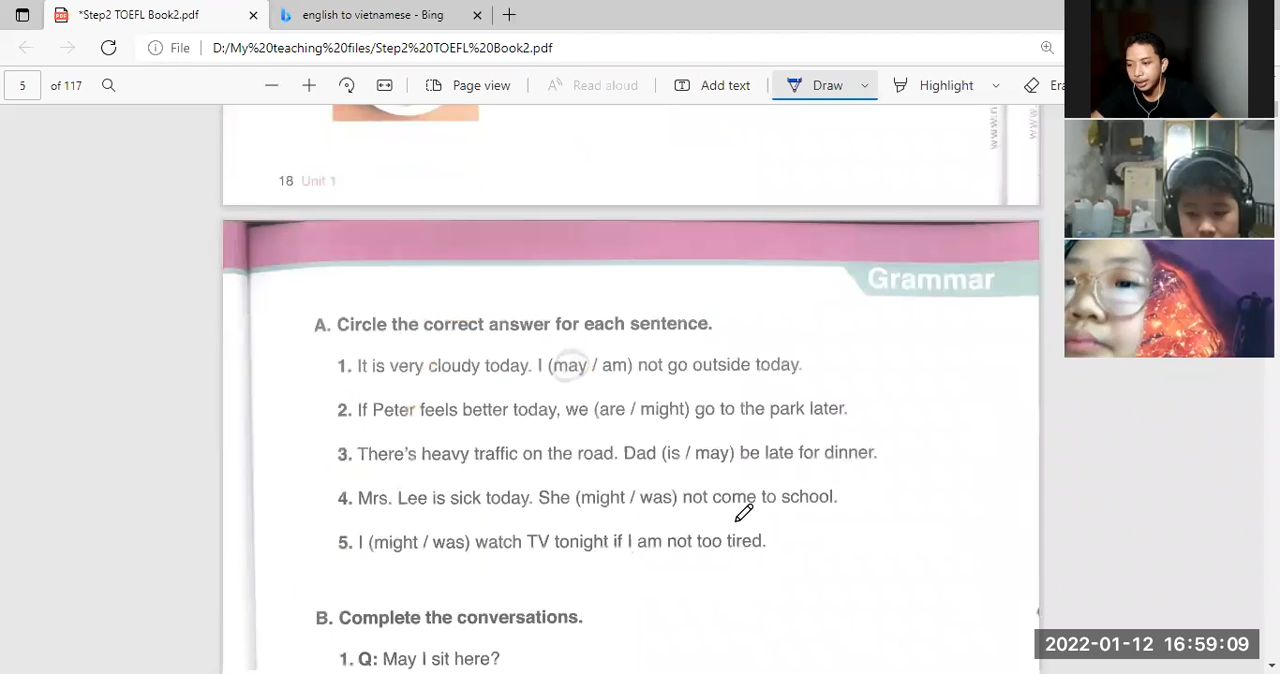 *Step2 TOEFL Book2.pdf
english to vietnamese - Bing
File D:/My%20teaching%20files/Step2%20TOEFL%20Book2.pdf
5 of 117 Page view Read aloud Add text Draw Highlight Era
18 Unit 1
Grammar
A. Circle the correct answer for each sentence.
1. It is very cloudy today. I (may / am) not go outside today.
2. If Peter feels better today, we (are / might) go to the park later.
3. There's heavy traffic on the road. Dad (is / may) be late for dinner.
4. Mrs. Lee is sick today. She (might / was) not come to school.
5. I (might / was) watch TV tonight if I am not too tired.
B. Complete the conversations.
1. Q: May I sit here?
2022-01-12 16:59:09